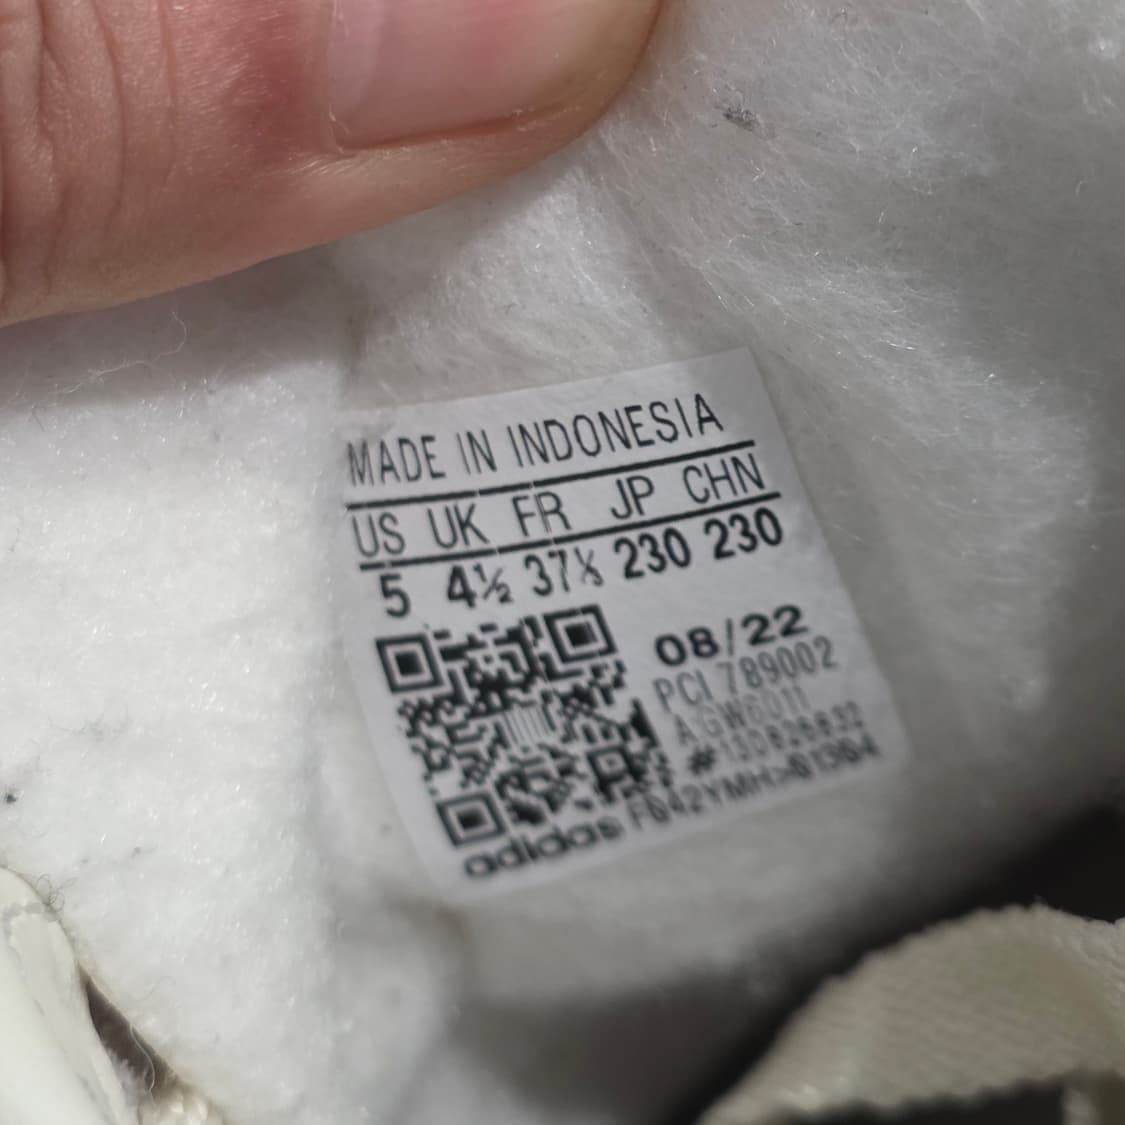 MADE IN INDONESIA
US UK FR JP CHN
5 4½ 37⅓ 230 230
08/22
PCI 789002
A:GW6011
adidas